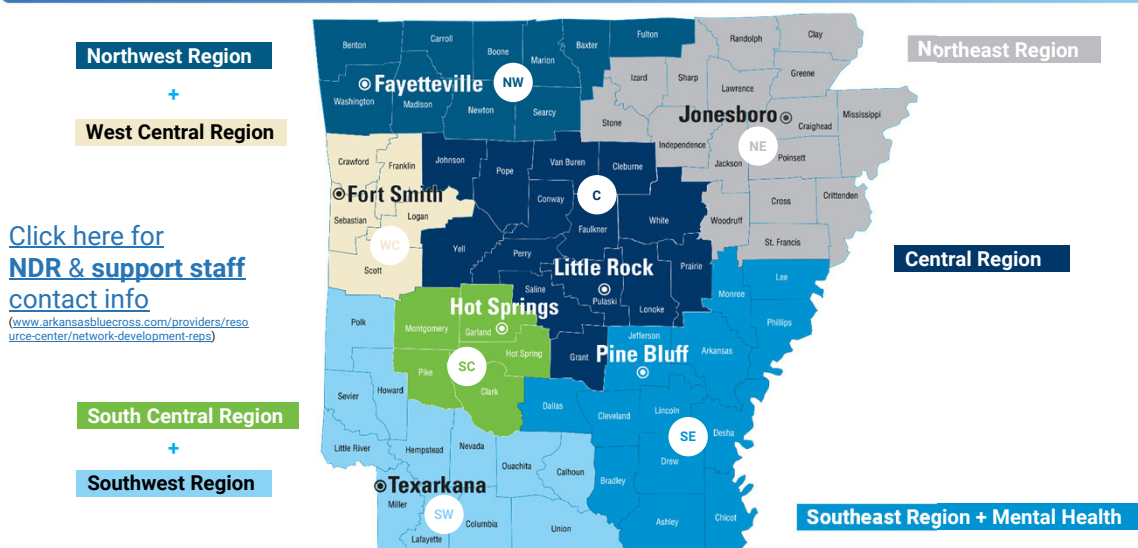 Northwest Region
+
West Central Region
Click here for
NDR & support staff
contact info
(www.arkansasbluecross.com/providers/reso
urce-center/network-development-reps)
South Central Region
+
Southwest Region
Northeast Region
Central Region
Southeast Region + Mental Health
Benton
Carroll
Boone
Marion
Baxter
Fulton
Randolph
Clay
Fayetteville
NW
Izard
Sharp
Lawrence
Greene
Washington
Madison
Newton
Searcy
Stone
Jonesboro
Craighead
Mississippi
Independence
NE
Jackson
Poinsett
Crawford
Franklin
Johnson
Pope
Van Buren
Cleburne
Fort Smith
Logan
Sebastian
Conway
C
Faulkner
White
Woodruff
Cross
Crittenden
St. Francis
WC
Scott
Yell
Perry
Little Rock
Prairie
Saline
Pulaski
Lonoke
Monroe
Lee
Phillips
Polk
Montgomery
Hot Springs
Garland
Hot Spring
Grant
Jefferson
Pine Bluff
Arkansas
SC
Pike
Clark
Sevier
Howard
Dallas
Cleveland
Lincoln
SE
Desha
Drew
Little River
Hempstead
Nevada
Ouachita
Calhoun
Bradley
Texarkana
Miller
SW
Lafayette
Columbia
Union
Ashley
Chicot